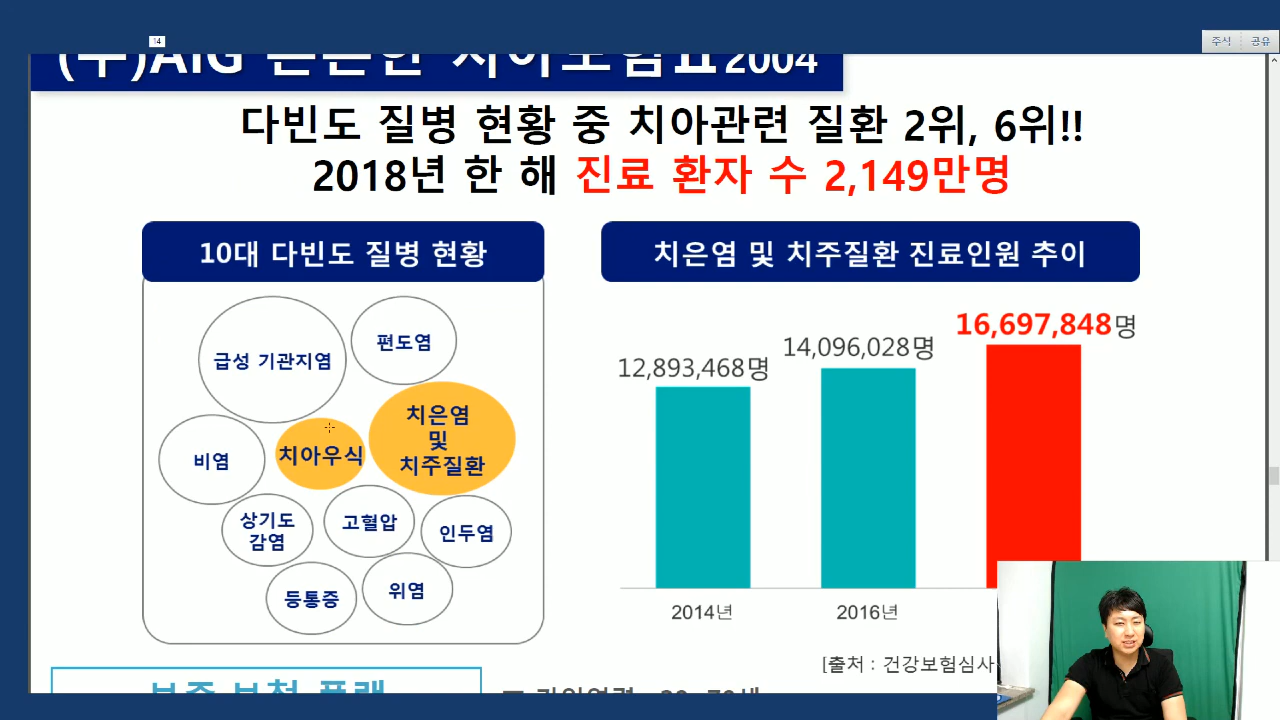 14
주석 공유
(무)AIG 튼튼한 치아보험Ⅲ2004
다빈도 질병 현황 중 치아관련 질환 2위, 6위!!
2018년 한 해 진료 환자 수 2,149만명
10대 다빈도 질병 현황
급성 기관지염
편도염
치은염
및
치주질환
비염
치아우식
상기도
감염
고혈압
인두염
등통증
위염
치은염 및 치주질환 진료인원 추이
12,893,468명
14,096,028명
16,697,848명
2014년
2016년
[출처 : 건강보험심사